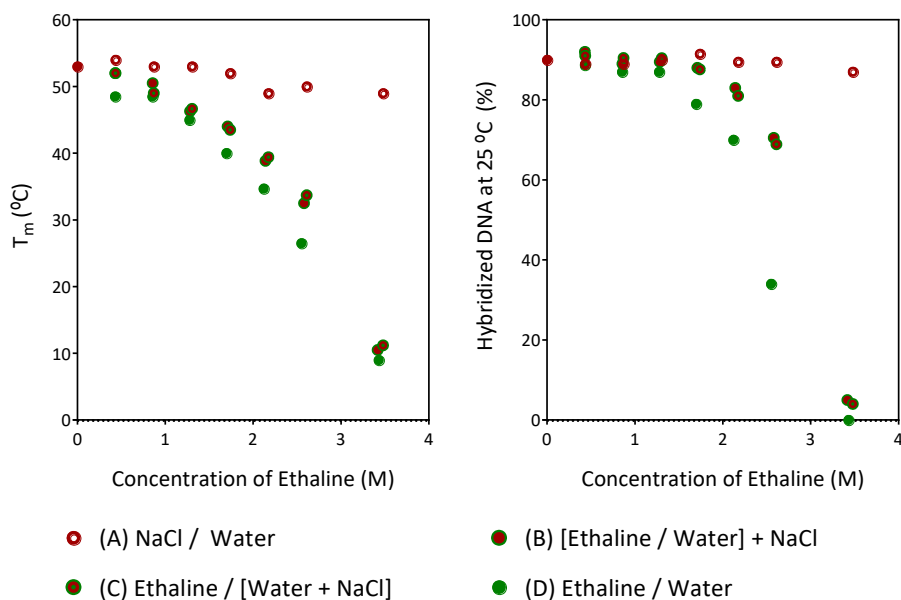 60
50
40
30
20
10
0
0 1 2 3 4
Tm (⁰C)
Concentration of Ethaline (M)
100
80
60
40
20
0
0 1 2 3 4
Hybridized DNA at 25 ⁰C (%)
Concentration of Ethaline (M)
(A) NaCl / Water
(B) [Ethaline / Water] + NaCl
(C) Ethaline / [Water + NaCl]
(D) Ethaline / Water